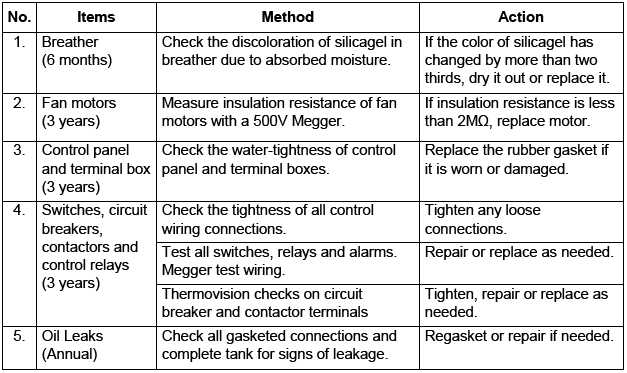 No. Items Method Action
1. Breather (6 months) Check the discoloration of silicagel in breather due to absorbed moisture. If the color of silicagel has changed by more than two thirds, dry it out or replace it.
2. Fan motors (3 years) Measure insulation resistance of fan motors with a 500V Megger. If insulation resistance is less than 2MΩ, replace motor.
3. Control panel and terminal box (3 years) Check the water-tightness of control panel and terminal boxes. Replace the rubber gasket if it is worn or damaged.
4. Switches, circuit breakers, contactors and control relays (3 years) Check the tightness of all control wiring connections. Tighten any loose connections.
Test all switches, relays and alarms. Megger test wiring. Repair or replace as needed.
Thermovision checks on circuit breaker and contactor terminals Tighten, repair or replace as needed.
5. Oil Leaks (Annual) Check all gasketed connections and complete tank for signs of leakage. Regasket or repair if needed.